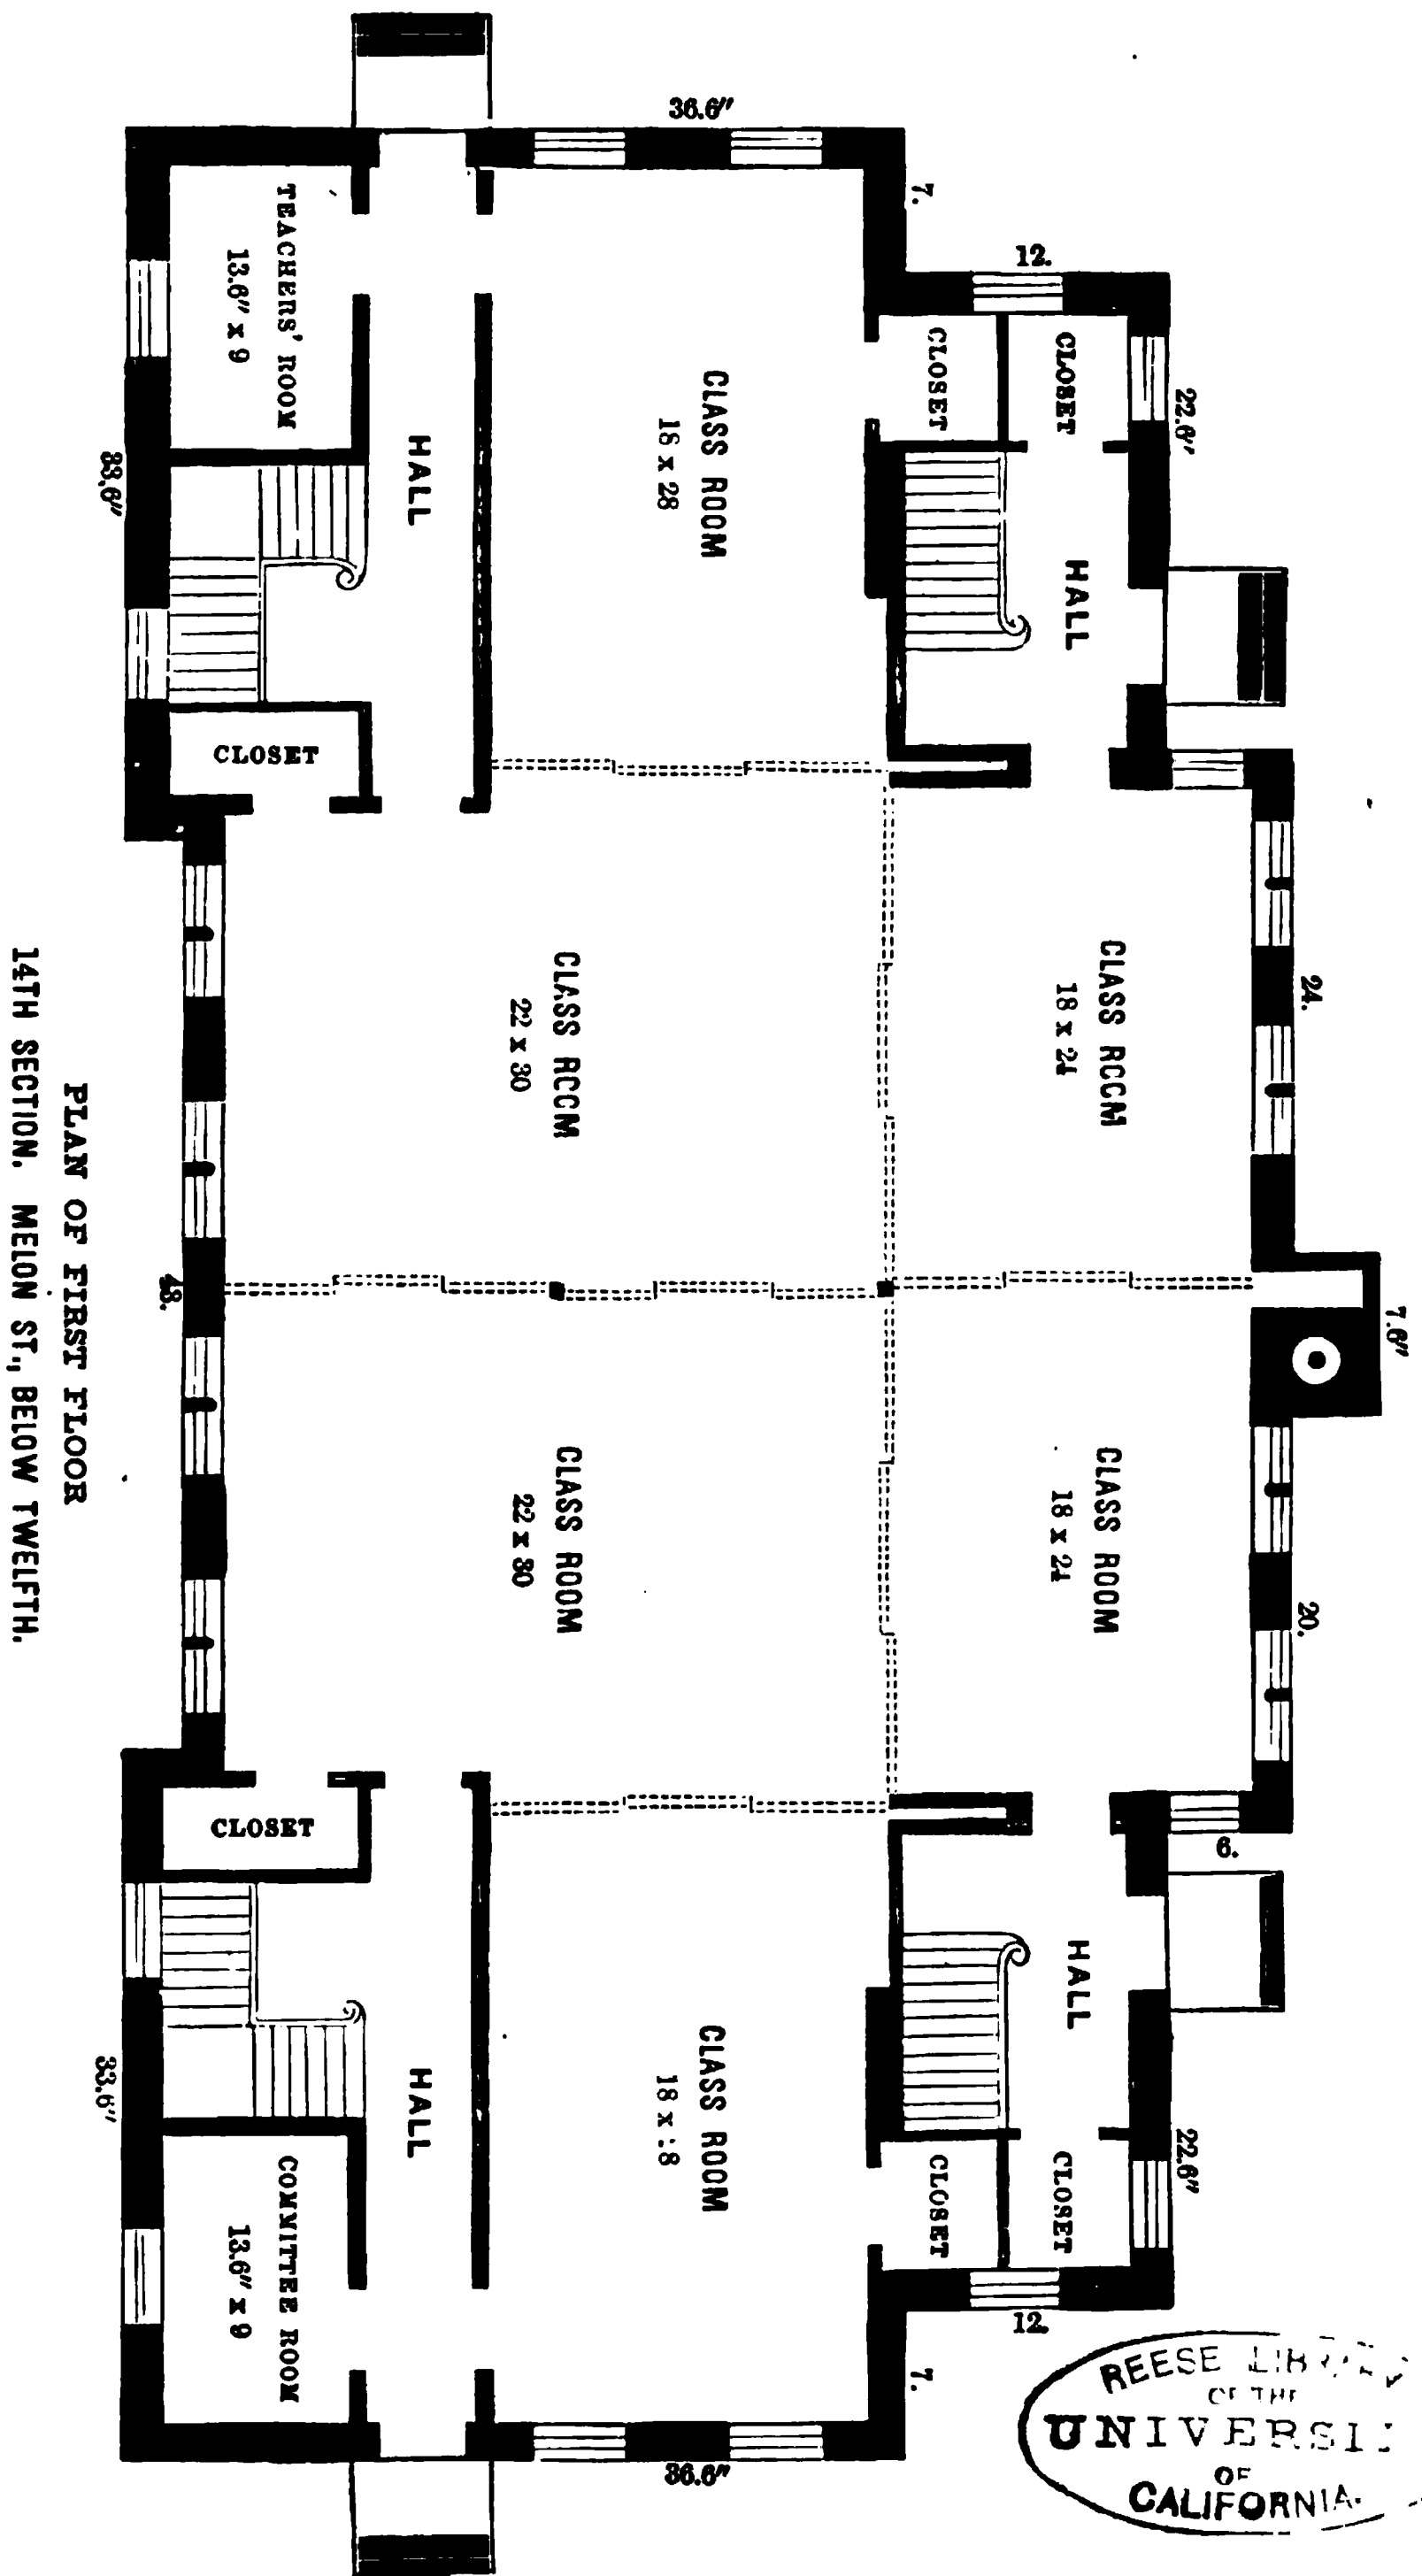 36.6"
7.
12.
22.6"
TEACHERS' ROOM
13.6" x 9
HALL
CLASS ROOM
18 x 28
CLOSET
CLOSET
HALL
33.6"
CLOSET
CLASS ROOM
22 x 30
CLASS ROOM
18 x 24
24.
48.
7.6"
CLASS ROOM
22 x 30
CLASS ROOM
18 x 24
20.
6.
CLOSET
HALL
CLASS ROOM
HALL
33.6"
22.6"
COMMITTEE ROOM
13.6" x 9
CLOSET
CLOSET
12.
7.
36.6"
PLAN OF FIRST FLOOR
14TH SECTION. MELON ST., BELOW TWELFTH.
REESE
OF THE
OF
CALIFORNIA.